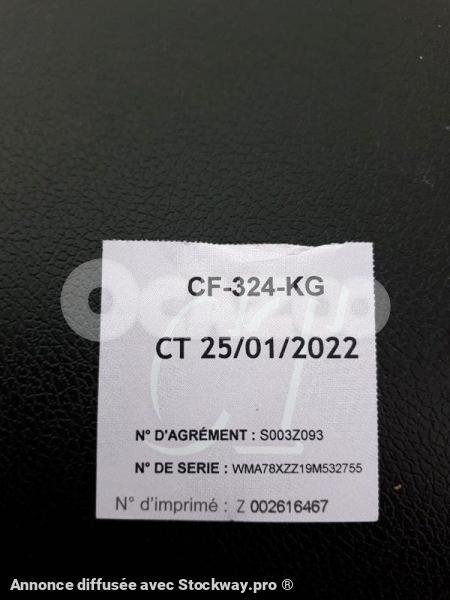 CF-324-KG
CT 25/01/2022
N° D'AGRÉMENT : S003Z093
N° DE SERIE : WMA78XZZ19M532755
N° d'imprimé : Z 002616467
Annonce diffusée avec Stockway.pro ®